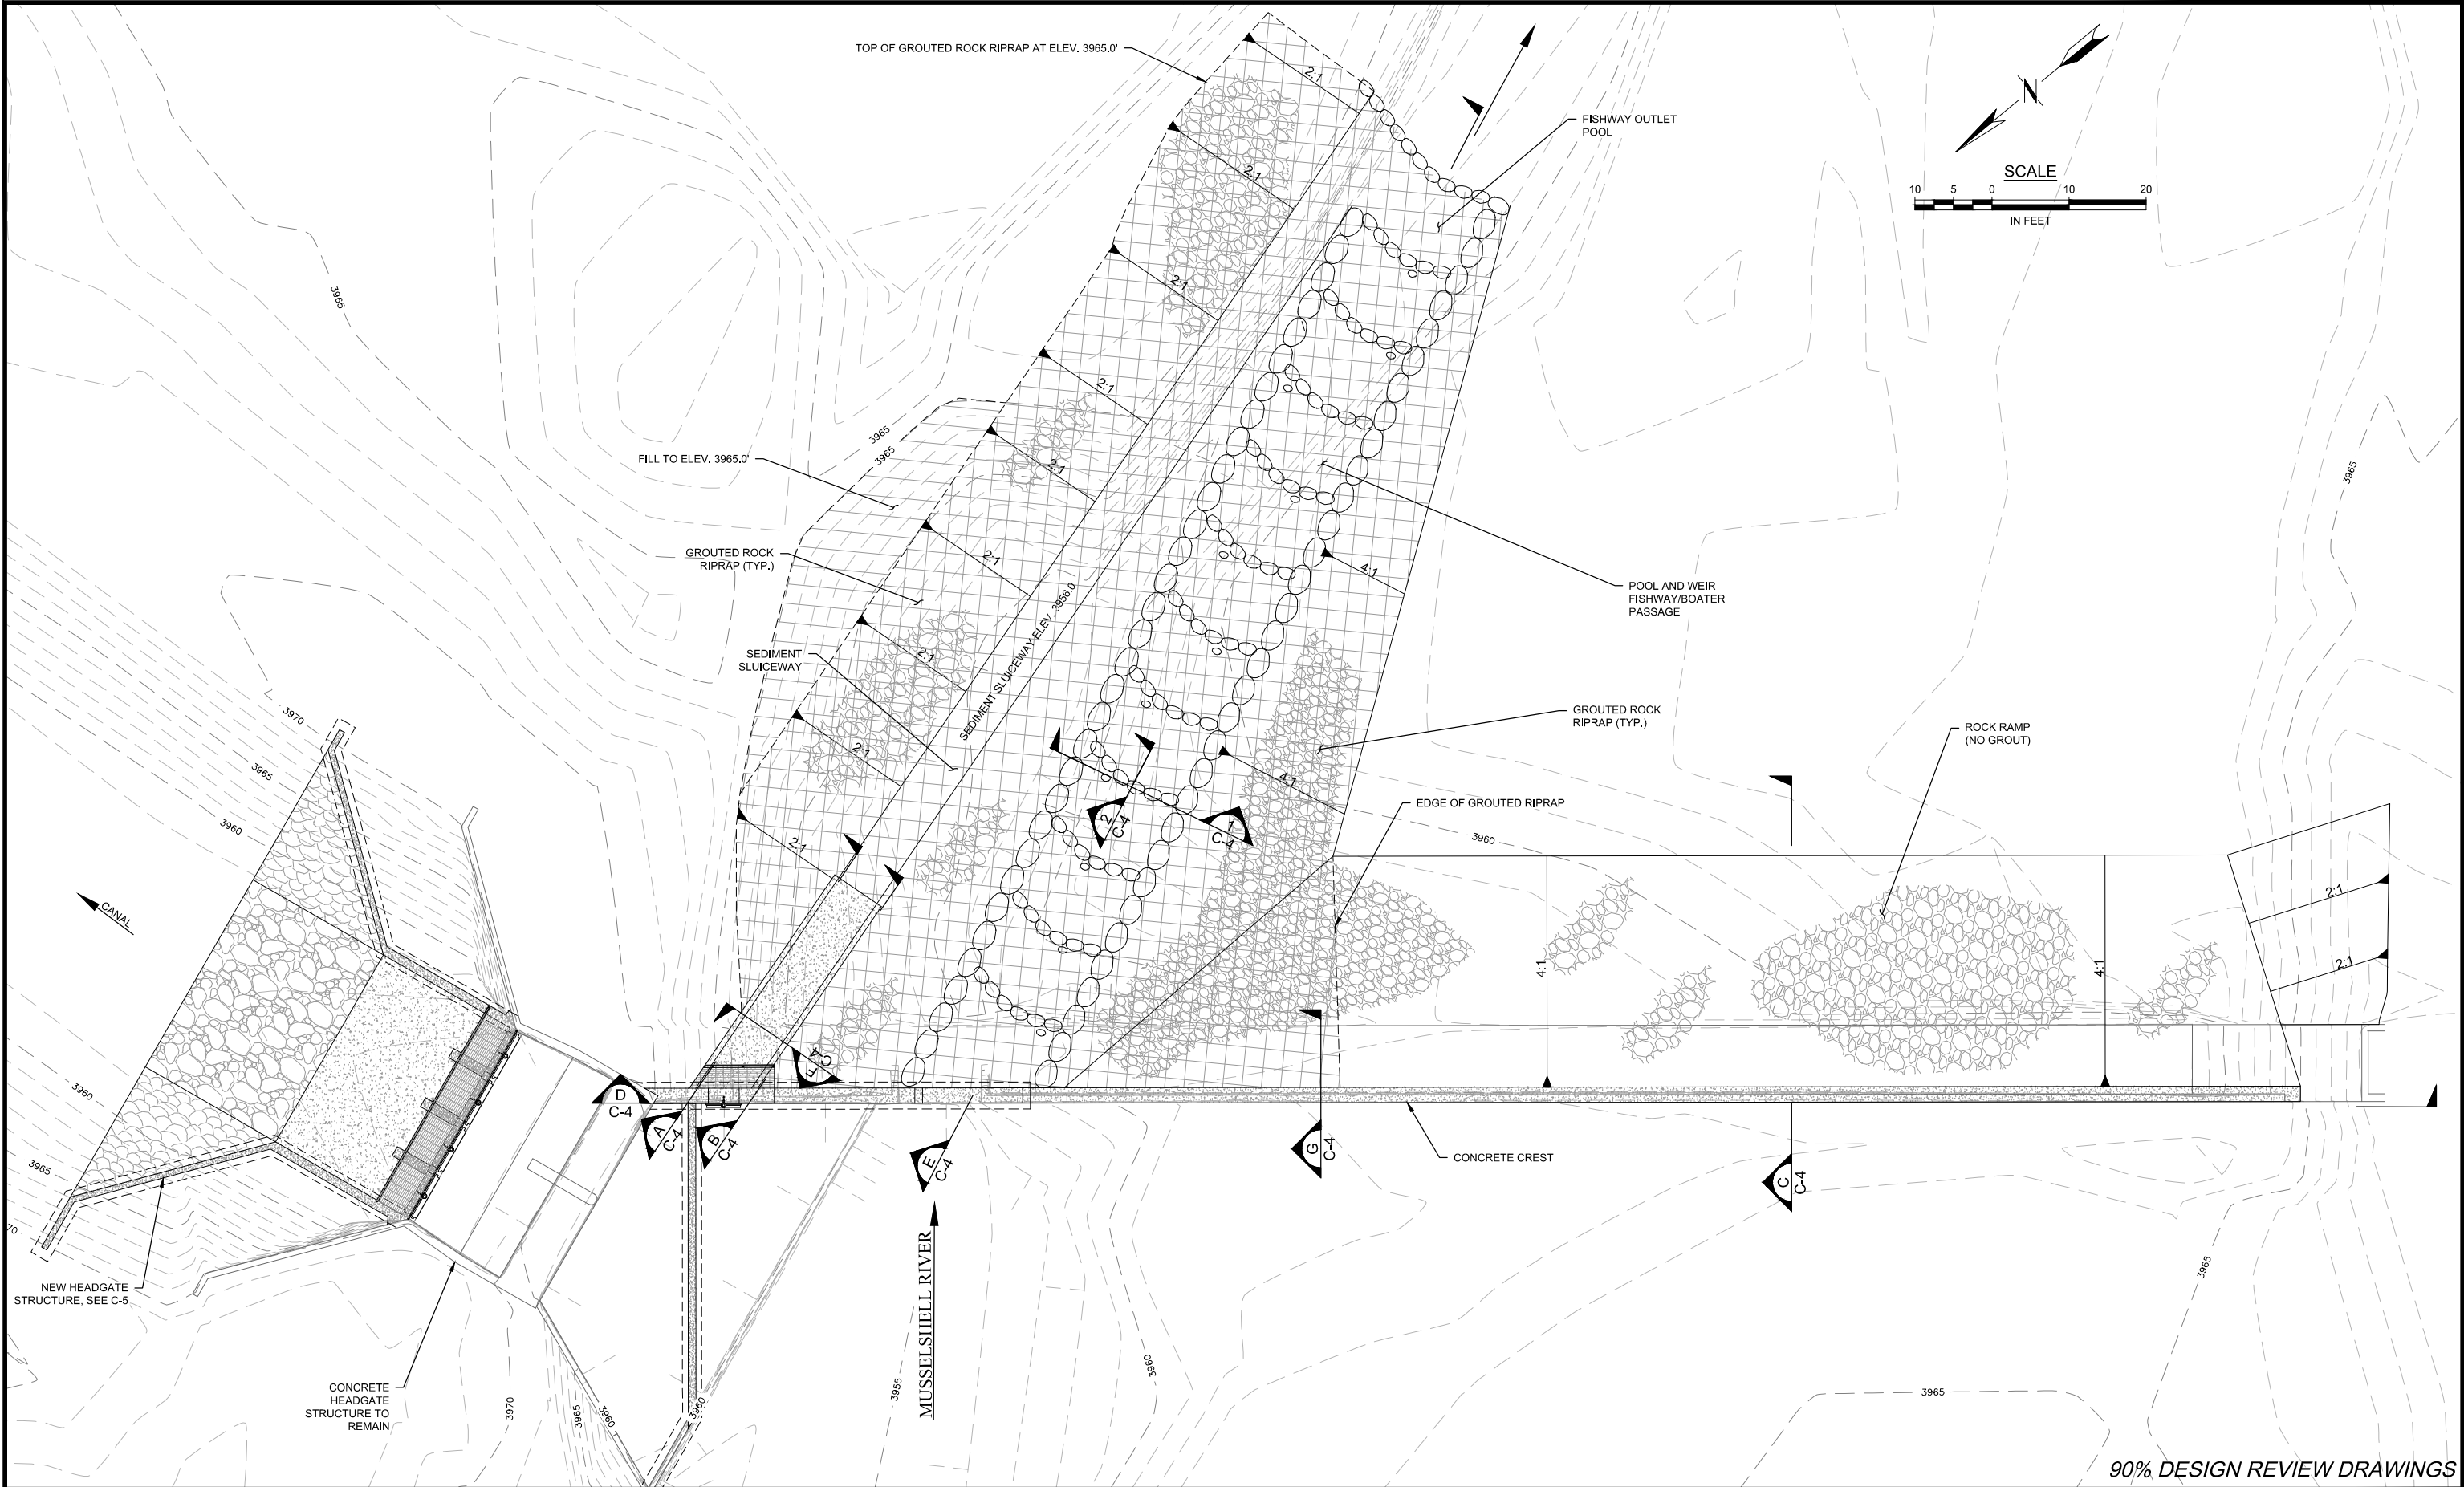 TOP OF GROUTED ROCK RIPRAP AT ELEV. 3965.0'
2:1
FISHWAY OUTLET
POOL
N
SCALE
10 5 0 10 20
IN FEET
2:1
2:1
3965
2:1
3965
3965
FILL TO ELEV. 3965.0'
2:1
3965
GROUTED ROCK
RIPRAP (TYP.)
2:1
4:1
POOL AND WEIR
FISHWAY/BOATER
PASSAGE
SEDIMENT SLUICEWAY ELEV. 3956.0
SEDIMENT
SLUICEWAY
2:1
3970
GROUTED ROCK
RIPRAP (TYP.)
ROCK RAMP
(NO GROUT)
3965
2:1
4:1
EDGE OF GROUTED RIPRAP
3960
2
C-4
1
C-4
3960
2:1
CANAL
2:1
4:1
4:1
2:1
F
C-4
3960
D
C-4
A
C-4
B
C-4
E
C-4
G
C-4
C
C-4
CONCRETE CREST
3965
70
NEW HEADGATE
STRUCTURE, SEE C-5
MUSSELSHELL RIVER
3965
CONCRETE
HEADGATE
STRUCTURE TO
REMAIN
3970
3965
3960
3960
3955
3960
3965
90% DESIGN REVIEW DRAWINGS